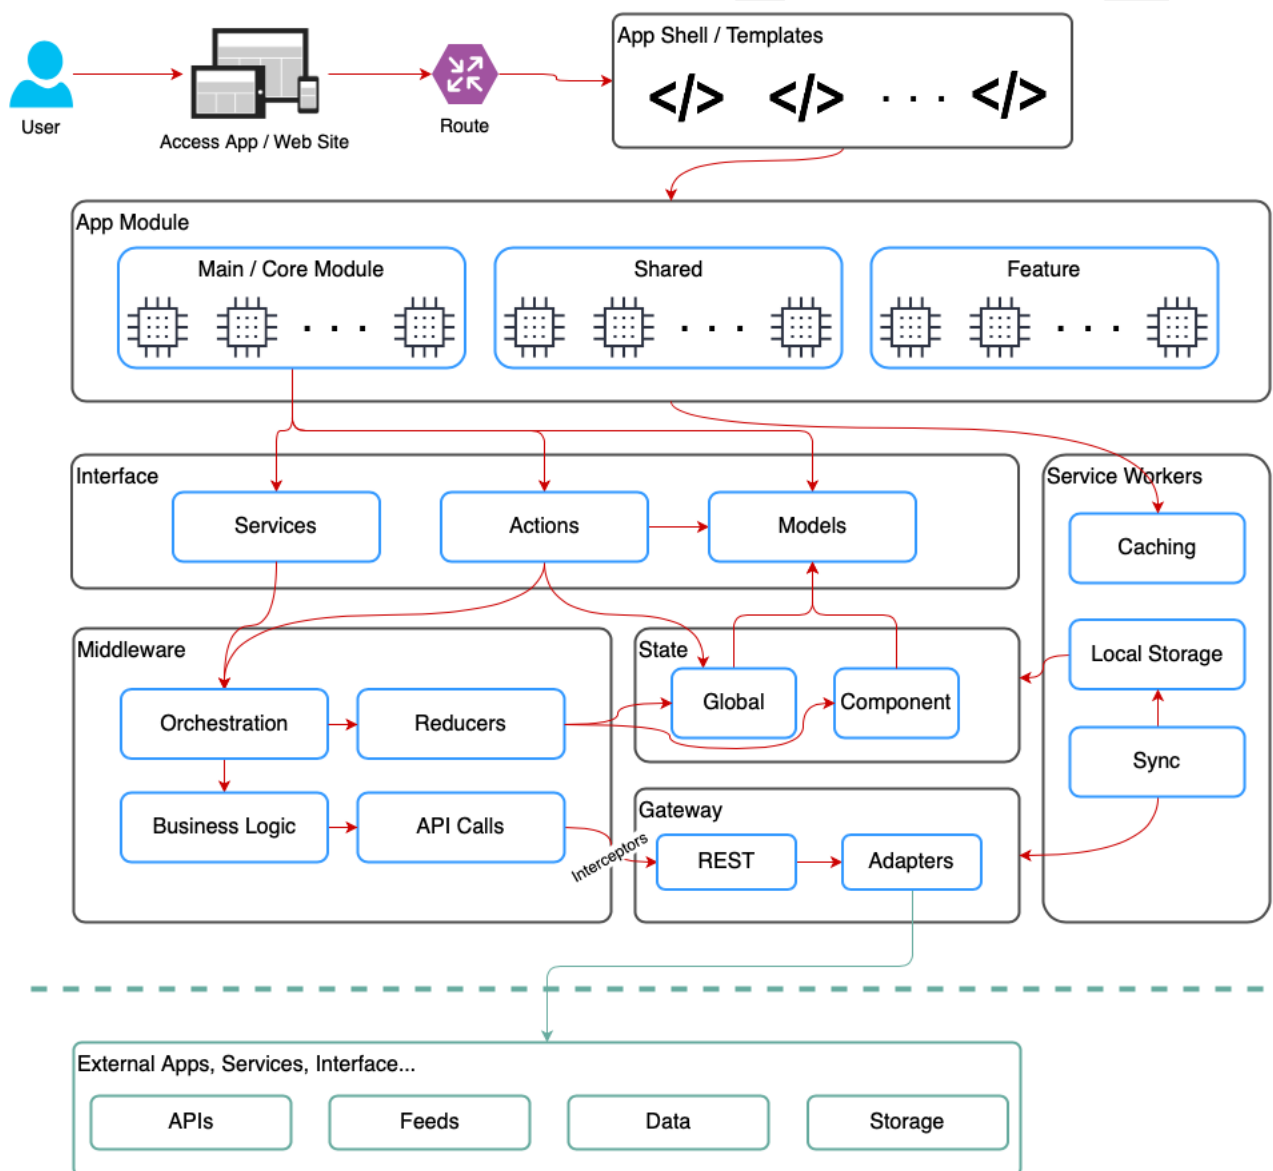 App Shell / Templates
</>
</>
. . .
</>
User
Access App / Web Site
Route
App Module
Main / Core Module
. . .
Shared
. . .
Feature
. . .
Interface
Services
Actions
Models
Service Workers
Caching
Local Storage
Sync
Middleware
Orchestration
Reducers
Business Logic
API Calls
State
Global
Component
Gateway
Interceptors
REST
Adapters
External Apps, Services, Interface...
APIs
Feeds
Data
Storage